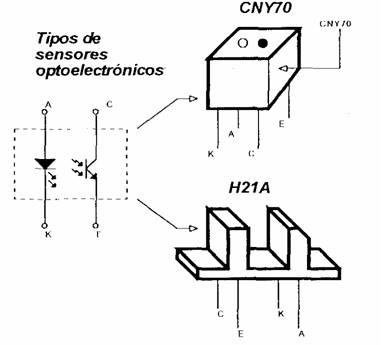 CNY70
CNY70
Tipos de
sensores
optoelectrónicos
A
C
E
A
K
C
K
H21A
C
E
K
A